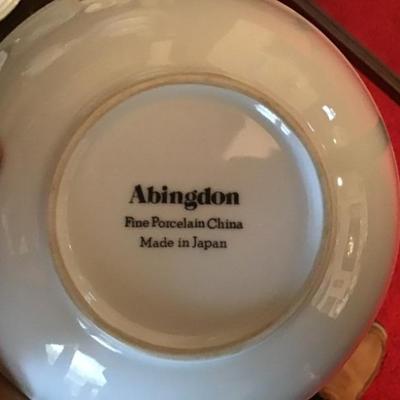 Abingdon
Fine Porcelain China
Made in Japan